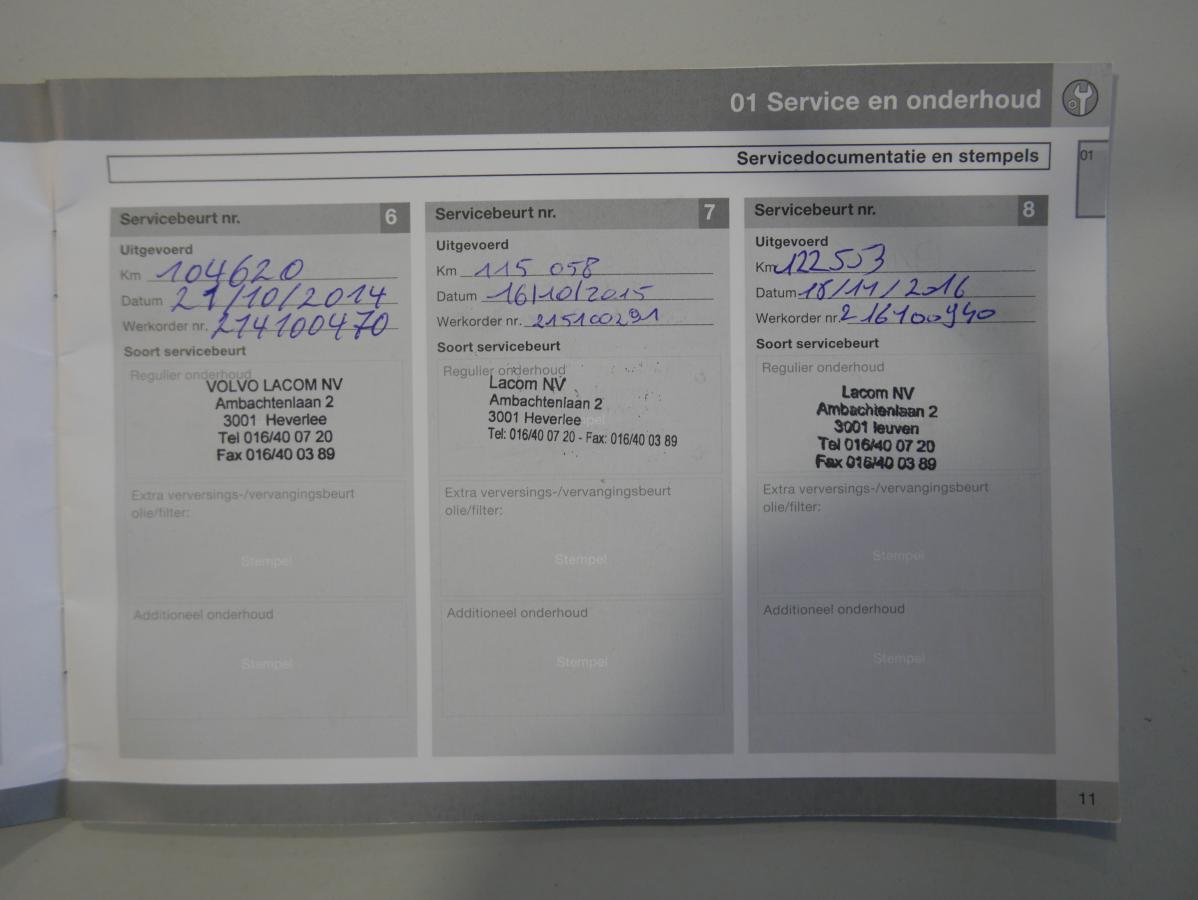 01 Service en onderhoud
Servicedocumentatie en stempels
01
Servicebeurt nr. 6
Uitgevoerd
Km 104620
Datum 21/10/2014
Werkorder nr. 214100470
Soort servicebeurt
Regulier onderhoud
VOLVO LACOM NV
Ambachtenlaan 2
3001 Heverlee
Tel 016/40 07 20
Fax 016/40 03 89
Extra verversings-/vervangingsbeurt
olie/filter:
Stempel
Additioneel onderhoud
Stempel
Servicebeurt nr. 7
Uitgevoerd
Km 115 058
Datum 16/10/2015
Werkorder nr. 215100291
Soort servicebeurt
Regulier onderhoud
Lacom NV
Ambachtenlaan 2
3001 Heverlee
Tel: 016/40 07 20 - Fax: 016/40 03 89
Extra verversings-/vervangingsbeurt
olie/filter:
Stempel
Additioneel onderhoud
Stempel
Servicebeurt nr. 8
Uitgevoerd
Km 122553
Datum 18/11/2016
Werkorder nr. 216100940
Soort servicebeurt
Regulier onderhoud
Lacom NV
Ambachtenlaan 2
3001 leuven
Tel 016/40 07 20
Fax 016/40 03 89
Extra verversings-/vervangingsbeurt
olie/filter:
Stempel
Additioneel onderhoud
Stempel
11